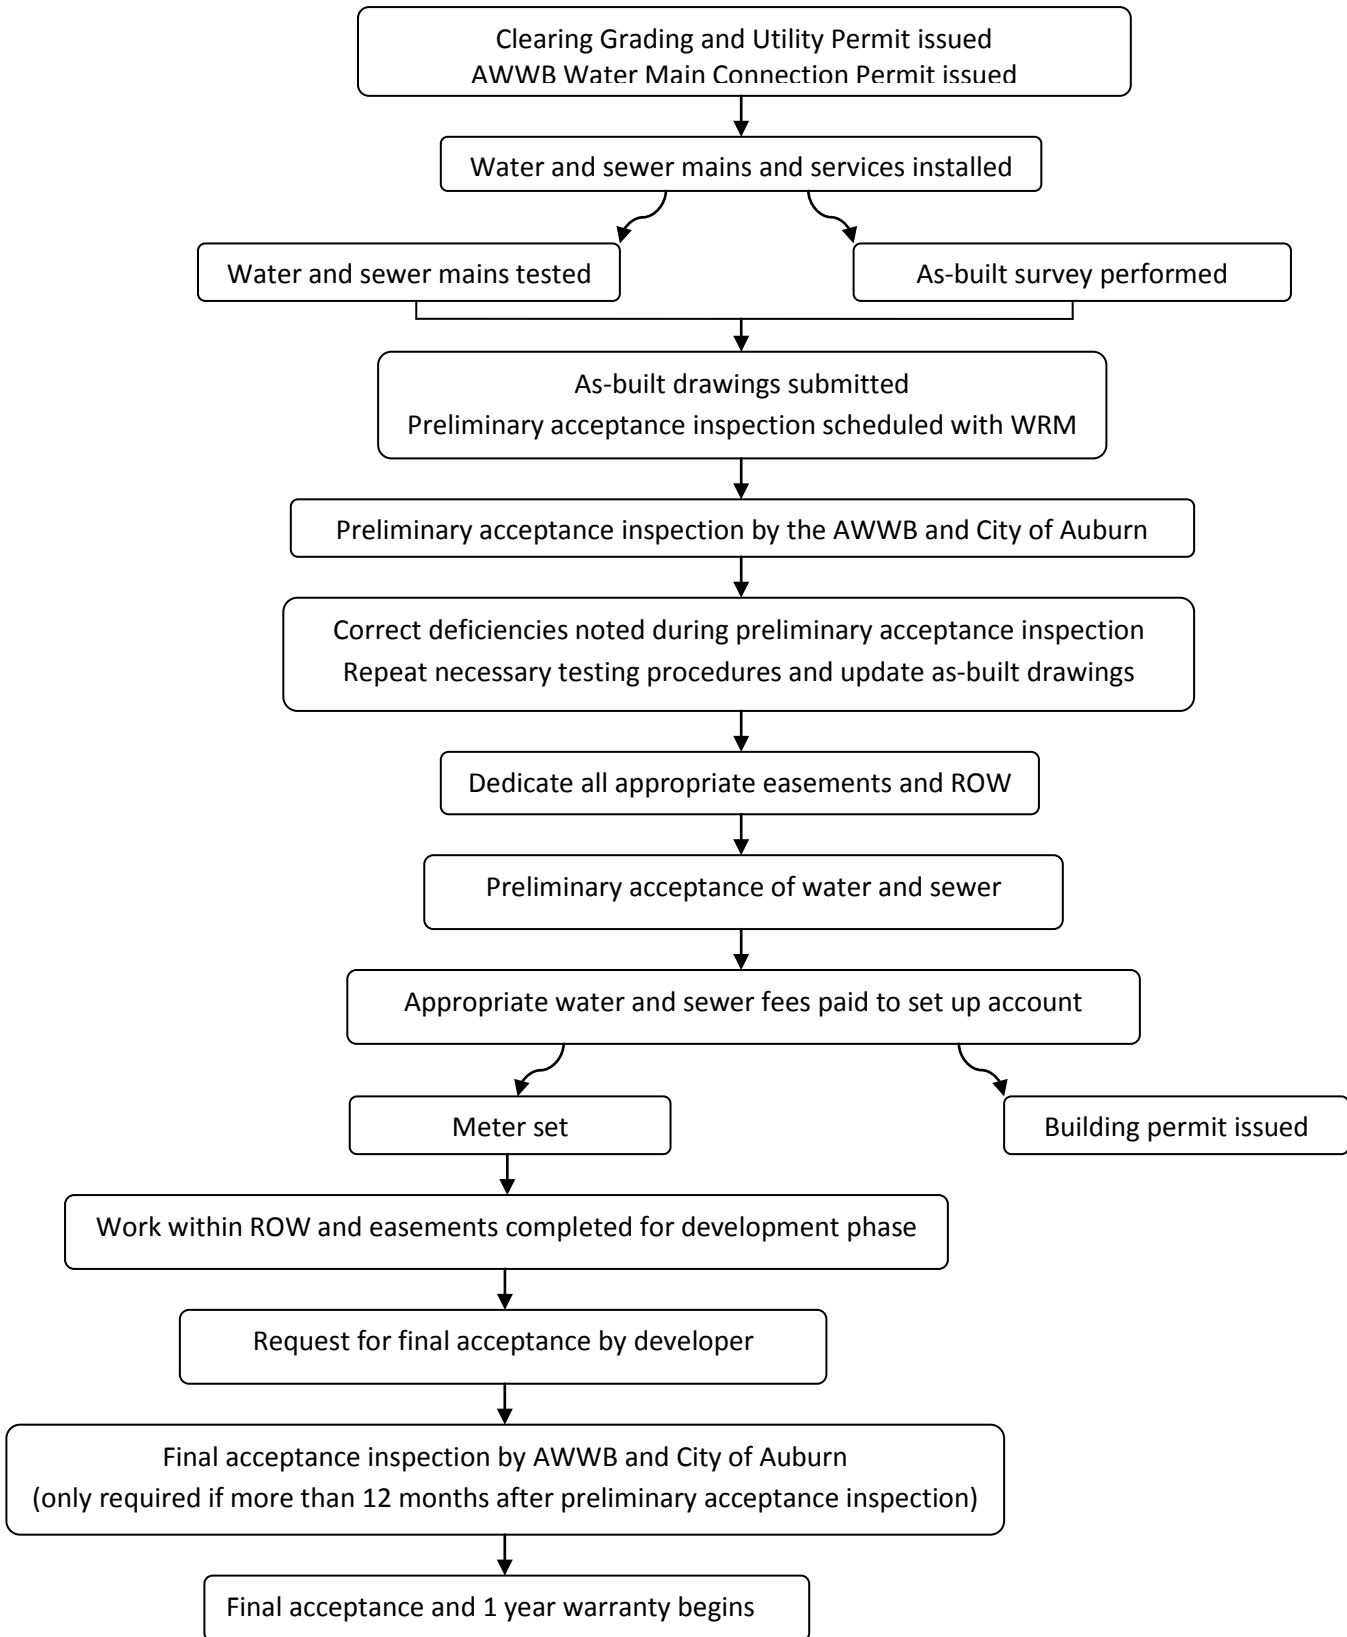 Clearing Grading and Utility Permit issued
AWWB Water Main Connection Permit issued
Water and sewer mains and services installed
Water and sewer mains tested
As-built survey performed
As-built drawings submitted
Preliminary acceptance inspection scheduled with WRM
Preliminary acceptance inspection by the AWWB and City of Auburn
Correct deficiencies noted during preliminary acceptance inspection
Repeat necessary testing procedures and update as-built drawings
Dedicate all appropriate easements and ROW
Preliminary acceptance of water and sewer
Appropriate water and sewer fees paid to set up account
Meter set
Building permit issued
Work within ROW and easements completed for development phase
Request for final acceptance by developer
Final acceptance inspection by AWWB and City of Auburn
(only required if more than 12 months after preliminary acceptance inspection)
Final acceptance and 1 year warranty begins